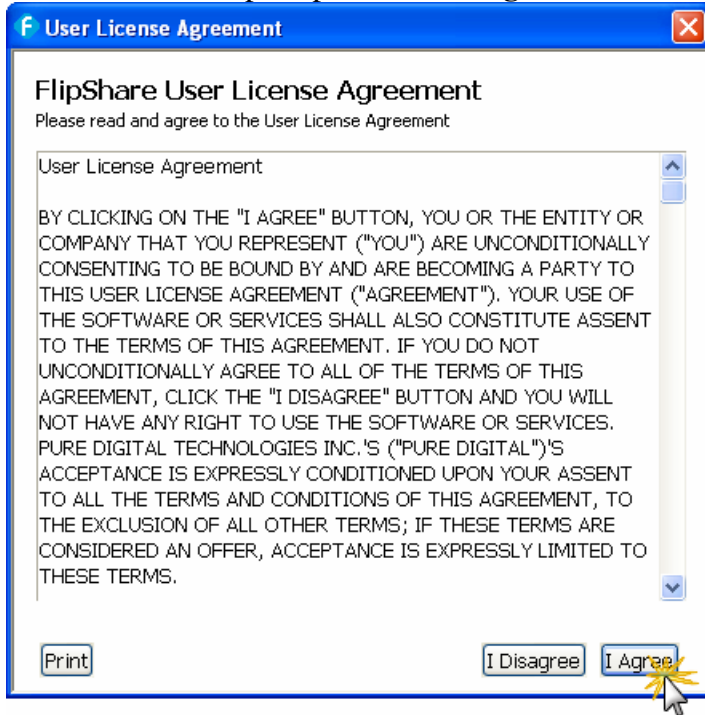 User License Agreement
FlipShare User License Agreement
Please read and agree to the User License Agreement
User License Agreement
BY CLICKING ON THE "I AGREE" BUTTON, YOU OR THE ENTITY OR
COMPANY THAT YOU REPRESENT ("YOU") ARE UNCONDITIONALLY
CONSENTING TO BE BOUND BY AND ARE BECOMING A PARTY TO
THIS USER LICENSE AGREEMENT ("AGREEMENT"). YOUR USE OF
THE SOFTWARE OR SERVICES SHALL ALSO CONSTITUTE ASSENT
TO THE TERMS OF THIS AGREEMENT. IF YOU DO NOT
UNCONDITIONALLY AGREE TO ALL OF THE TERMS OF THIS
AGREEMENT, CLICK THE "I DISAGREE" BUTTON AND YOU WILL
NOT HAVE ANY RIGHT TO USE THE SOFTWARE OR SERVICES.
PURE DIGITAL TECHNOLOGIES INC.'S ("PURE DIGITAL")'S
ACCEPTANCE IS EXPRESSLY CONDITIONED UPON YOUR ASSENT
TO ALL THE TERMS AND CONDITIONS OF THIS AGREEMENT, TO
THE EXCLUSION OF ALL OTHER TERMS; IF THESE TERMS ARE
CONSIDERED AN OFFER, ACCEPTANCE IS EXPRESSLY LIMITED TO
THESE TERMS.
Print I Disagree I Agree